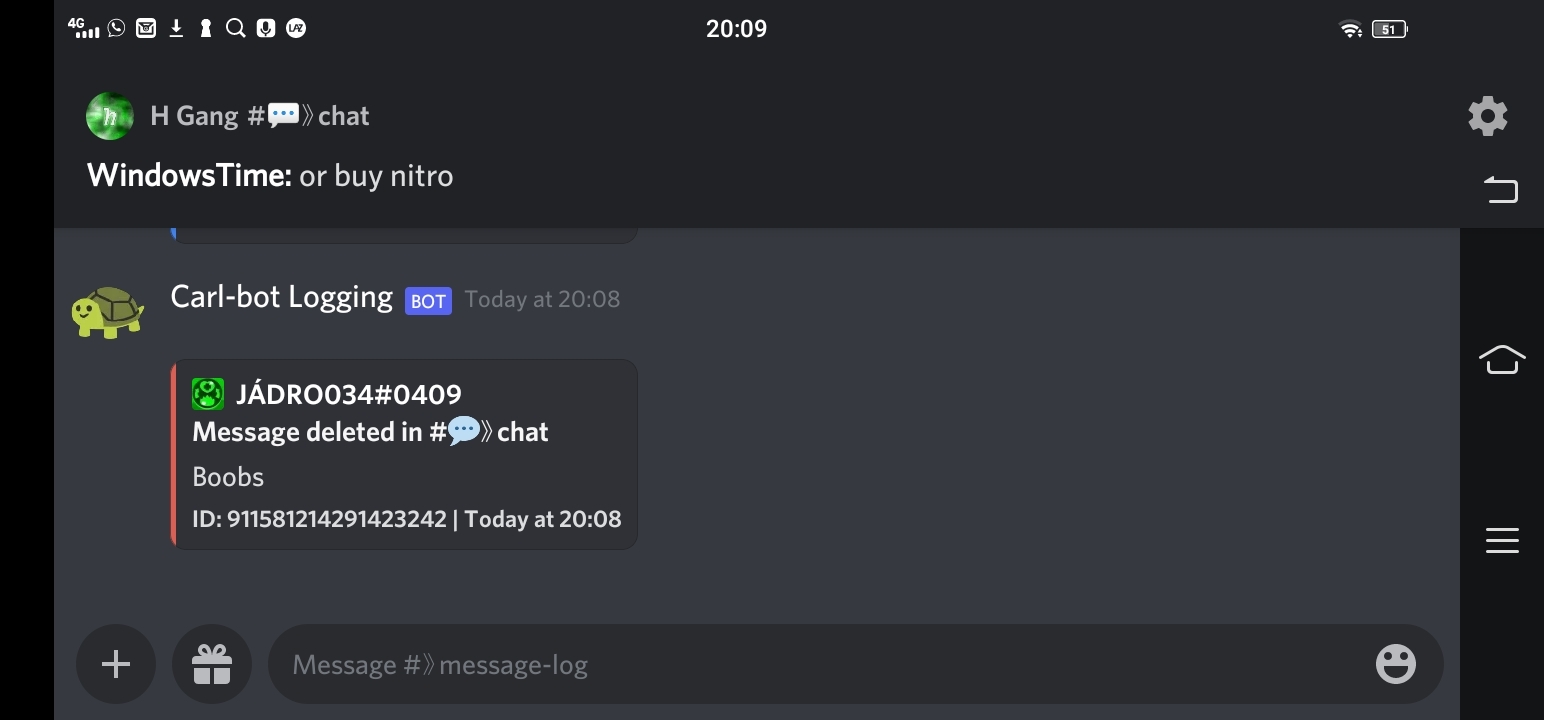 4G
LAZ
20:09
51
h
H Gang #💬》chat
WindowsTime: or buy nitro
Carl-bot Logging BOT Today at 20:08
JÁDRO034#0409
Message deleted in #💬》chat
Boobs
ID: 911581214291423242 | Today at 20:08
Message #》message-log